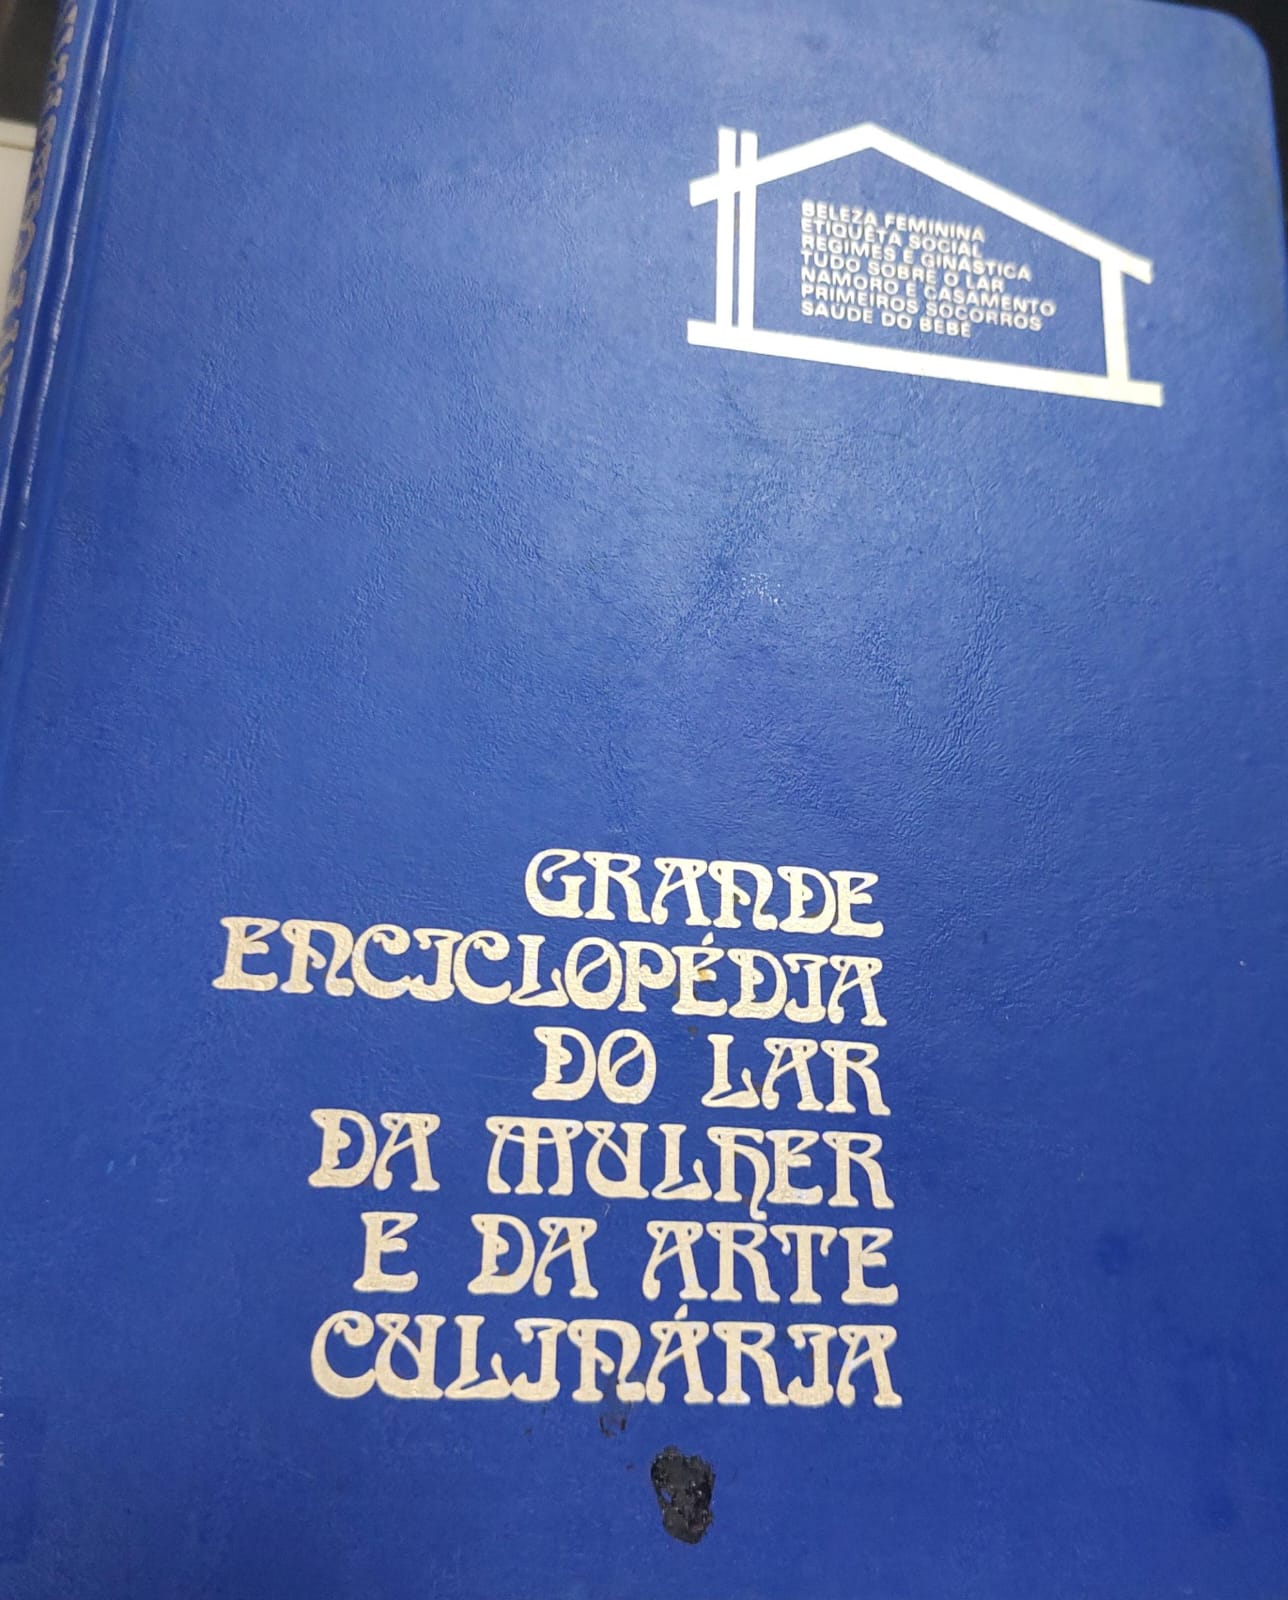 BELEZA FEMININA
ETIQUÊTA SOCIAL
REGIMES E GINÁSTICA
TUDO SOBRE O LAR
NAMORO E CASAMENTO
PRIMEIROS SOCORROS
SAÚDE DO BEBÊ
GRANDE
ENCICLOPÉDIA
DO LAR
DA MULHER
E DA ARTE
CULINÁRIA